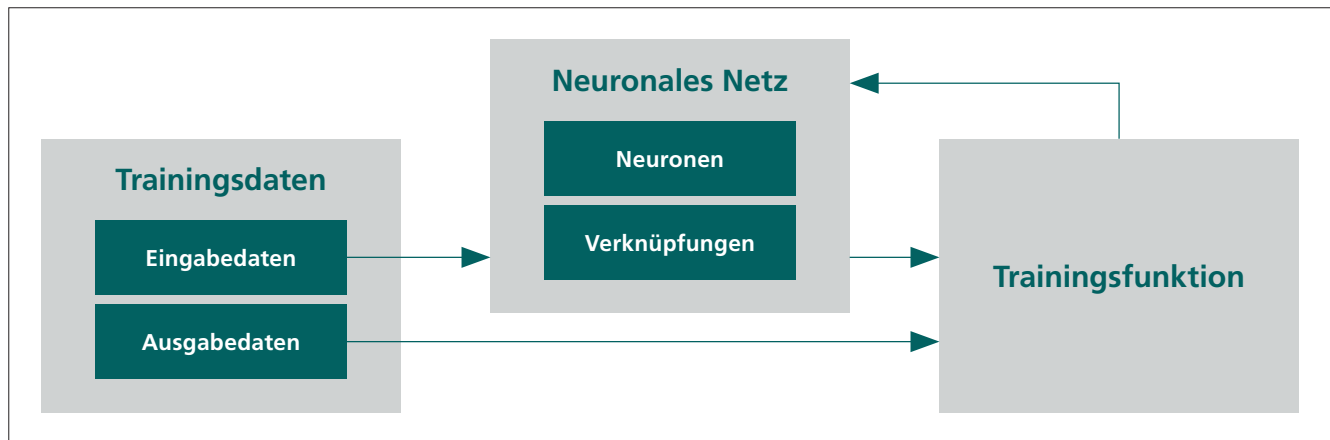 Neuronales Netz
Neuronen
Verknüpfungen
Trainingsdaten
Eingabedaten
Ausgabedaten
Trainingsfunktion